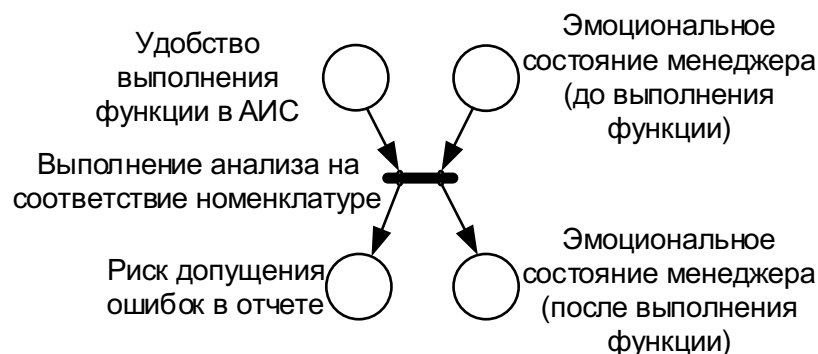 Удобство
выполнения
функции в АИС
Эмоциональное
состояние менеджера
(до выполнения
функции)
Выполнение анализа на
соответствие номенклатуре
Риск допущения
ошибок в отчете
Эмоциональное
состояние менеджера
(после выполнения
функции)